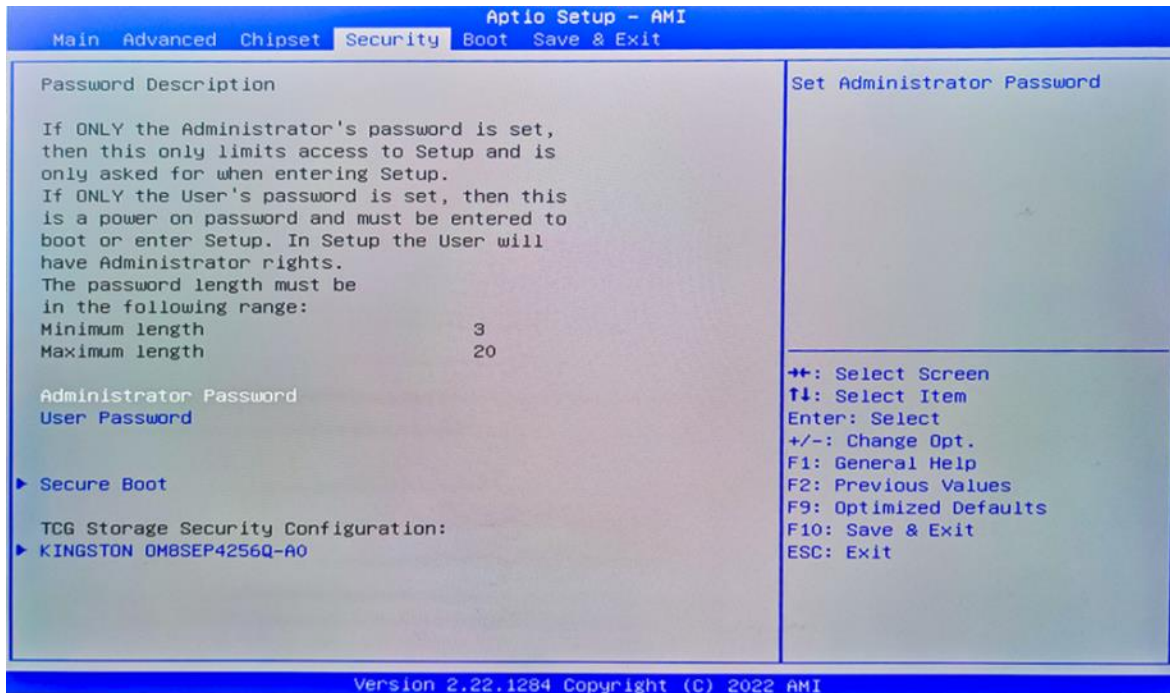 Aptio Setup - AMI
Main Advanced Chipset Security Boot Save & Exit
Password Description
If ONLY the Administrator's password is set,
then this only limits access to Setup and is
only asked for when entering Setup.
If ONLY the User's password is set, then this
is a power on password and must be entered to
boot or enter Setup. In Setup the User will
have Administrator rights.
The password length must be
in the following range:
Minimum length 3
Maximum length 20
Administrator Password
User Password
Secure Boot
TCG Storage Security Configuration:
KINGSTON OM8SEP4256Q-A0
Set Administrator Password
→←: Select Screen
↑↓: Select Item
Enter: Select
+/-: Change Opt.
F1: General Help
F2: Previous Values
F9: Optimized Defaults
F10: Save & Exit
ESC: Exit
Version 2.22.1284 Copyright (C) 2022 AMI